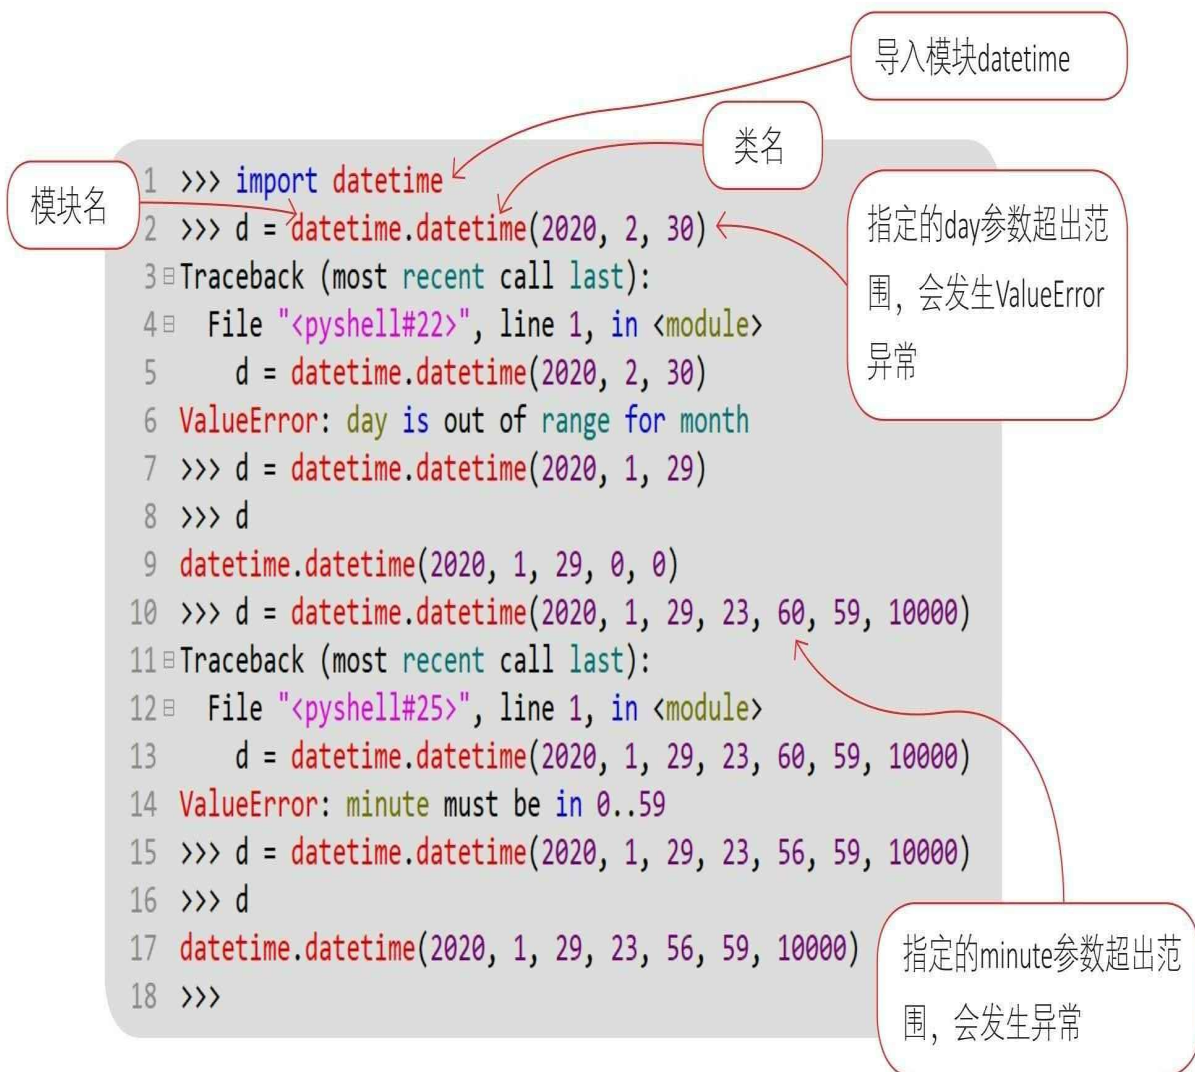 导入模块datetime
类名
模块名
指定的day参数超出范
围，会发生ValueError
异常
1 >>> import datetime
2 >>> d = datetime.datetime(2020, 2, 30)
3 Traceback (most recent call last):
4   File "<pyshell#22>", line 1, in <module>
5     d = datetime.datetime(2020, 2, 30)
6 ValueError: day is out of range for month
7 >>> d = datetime.datetime(2020, 1, 29)
8 >>> d
9 datetime.datetime(2020, 1, 29, 0, 0)
10 >>> d = datetime.datetime(2020, 1, 29, 23, 60, 59, 10000)
11 Traceback (most recent call last):
12   File "<pyshell#25>", line 1, in <module>
13     d = datetime.datetime(2020, 1, 29, 23, 60, 59, 10000)
14 ValueError: minute must be in 0..59
15 >>> d = datetime.datetime(2020, 1, 29, 23, 56, 59, 10000)
16 >>> d
17 datetime.datetime(2020, 1, 29, 23, 56, 59, 10000)
18 >>>
指定的minute参数超出范
围，会发生异常